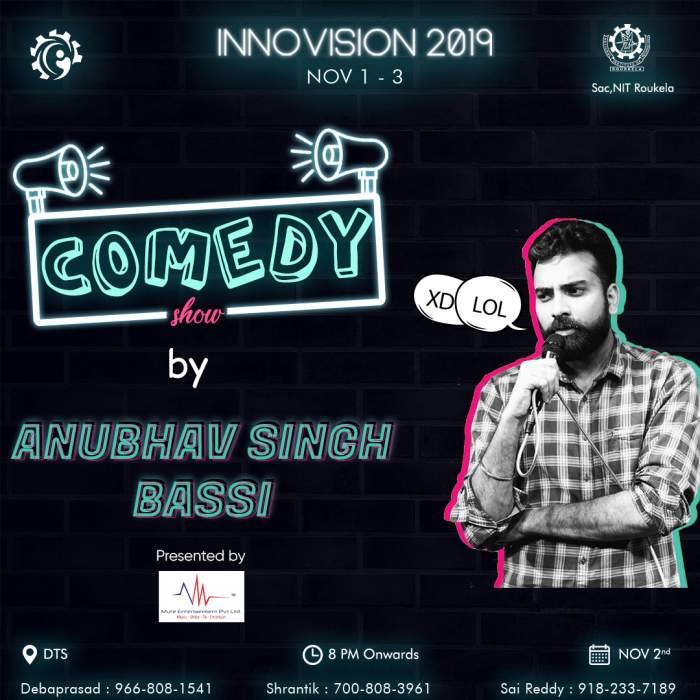 INNOVISION 2019
NOV 1 - 3
Sac,NIT Roukela
COMEDY
show
by
XD
LOL
ANUBHAV SINGH
BASSI
Presented by
DTS
8 PM Onwards
NOV 2nd
Debaprasad : 966-808-1541
Shrantik : 700-808-3961
Sai Reddy : 918-233-7189